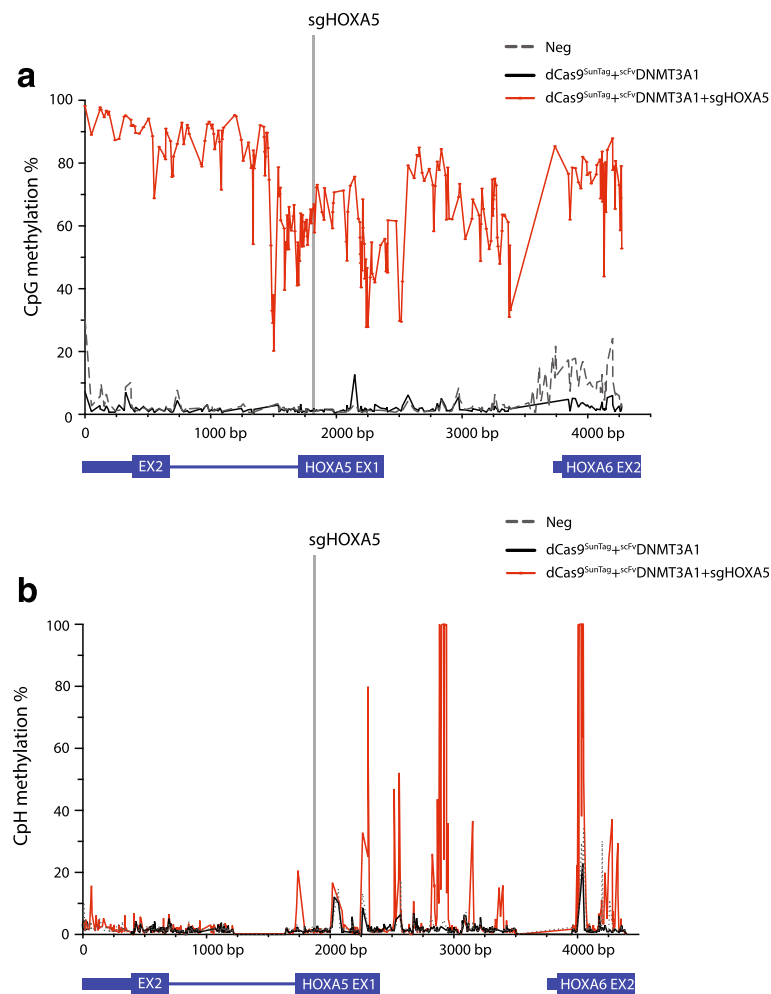 sgHOXA5
a
Neg
dCas9SunTag+scFvDNMT3A1
dCas9SunTag+scFvDNMT3A1+sgHOXA5
CpG methylation %
100
80
60
40
20
0
0 1000 bp 2000 bp 3000 bp 4000 bp
EX2 HOXA5 EX1 HOXA6 EX2
b
sgHOXA5
Neg
dCas9SunTag+scFvDNMT3A1
dCas9SunTag+scFvDNMT3A1+sgHOXA5
CpH methylation %
100
80
60
40
20
0
0 1000 bp 2000 bp 3000 bp 4000 bp
EX2 HOXA5 EX1 HOXA6 EX2